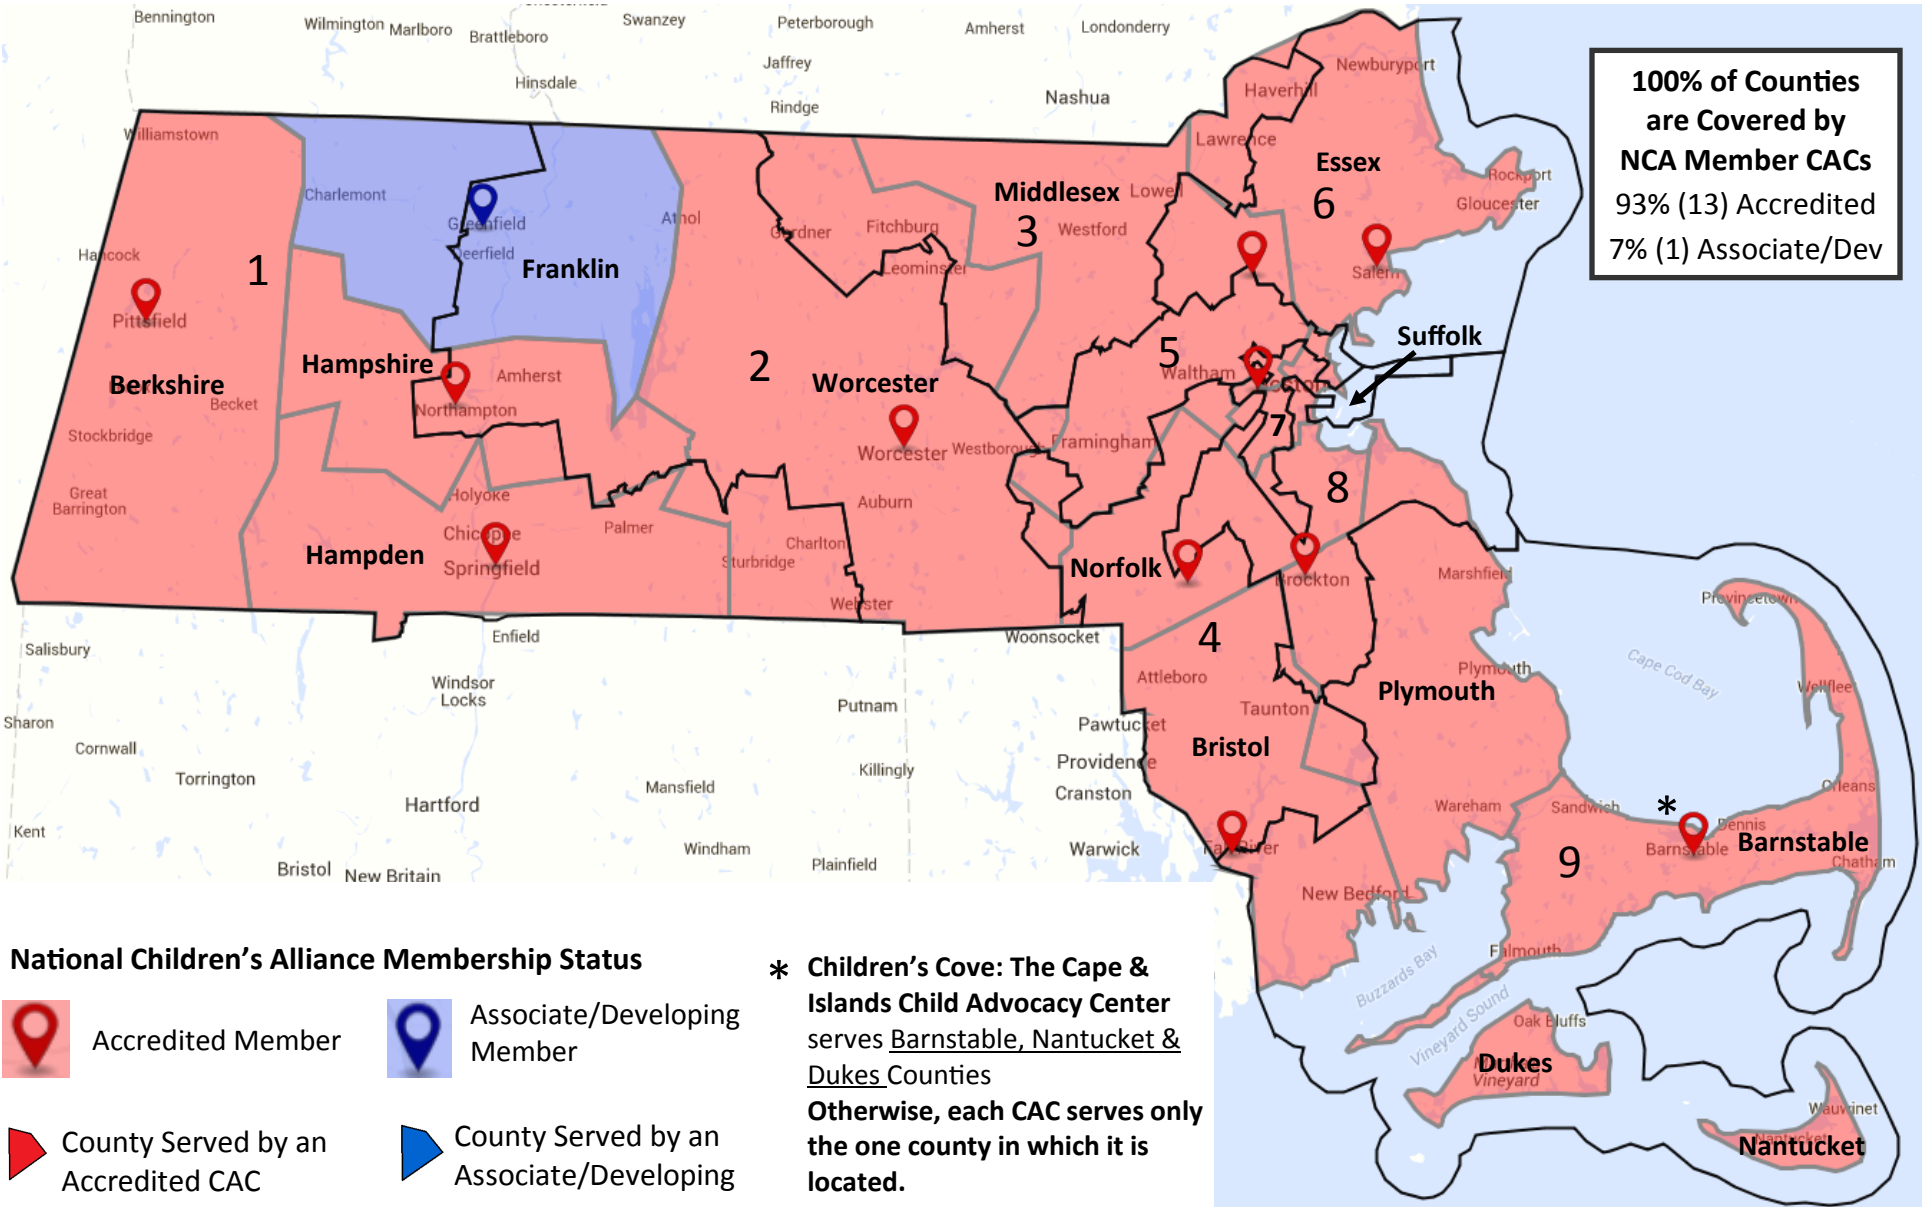 Bennington
Wilmington
Marlboro
Brattleboro
Swanzey
Peterborough
Amherst
Londonderry
Jaffrey
Hinsdale
Rindge
Nashua
Newburyport
Haverhill
Lawrence
Essex
6
Rockport
Gloucester
Salem
100% of Counties
are Covered by
NCA Member CACs
93% (13) Accredited
7% (1) Associate/Dev
Williamstown
Charlemont
Greenfield
Deerfield
Franklin
Athol
Gardner
Fitchburg
Leominster
Middlesex
3
Lowell
Westford
Hancock
1
Pittsfield
Berkshire
Becket
Stockbridge
Great
Barrington
Hampshire
Amherst
Northampton
2
Worcester
Worcester
Westborough
Framingham
5
Waltham
Suffolk
7
8
Auburn
Holyoke
Chicopee
Springfield
Hampden
Palmer
Charlton
Sturbridge
Webster
Norfolk
Brockton
Marshfield
Provincetown
Salisbury
Enfield
Woonsocket
4
Attleboro
Taunton
Plymouth
Plymouth
Cape Cod Bay
Wellfleet
Windsor
Locks
Putnam
Pawtucket
Bristol
Sharon
Cornwall
Torrington
Hartford
Mansfield
Killingly
Providence
Cranston
Wareham
Sandwich
*
Dennis
Orleans
Barnstable
Barnstable
Chatham
9
Kent
Bristol
New Britain
Windham
Plainfield
Warwick
Fall River
New Bedford
Falmouth
Buzzards Bay
Vineyard Sound
Oak Bluffs
Dukes
Vineyard
Wauwinet
Nantucket
Nantucket
National Children's Alliance Membership Status
Accredited Member
Associate/Developing
Member
County Served by an
Accredited CAC
County Served by an
Associate/Developing
* Children's Cove: The Cape &
Islands Child Advocacy Center
serves Barnstable, Nantucket &
Dukes Counties
Otherwise, each CAC serves only
the one county in which it is
located.